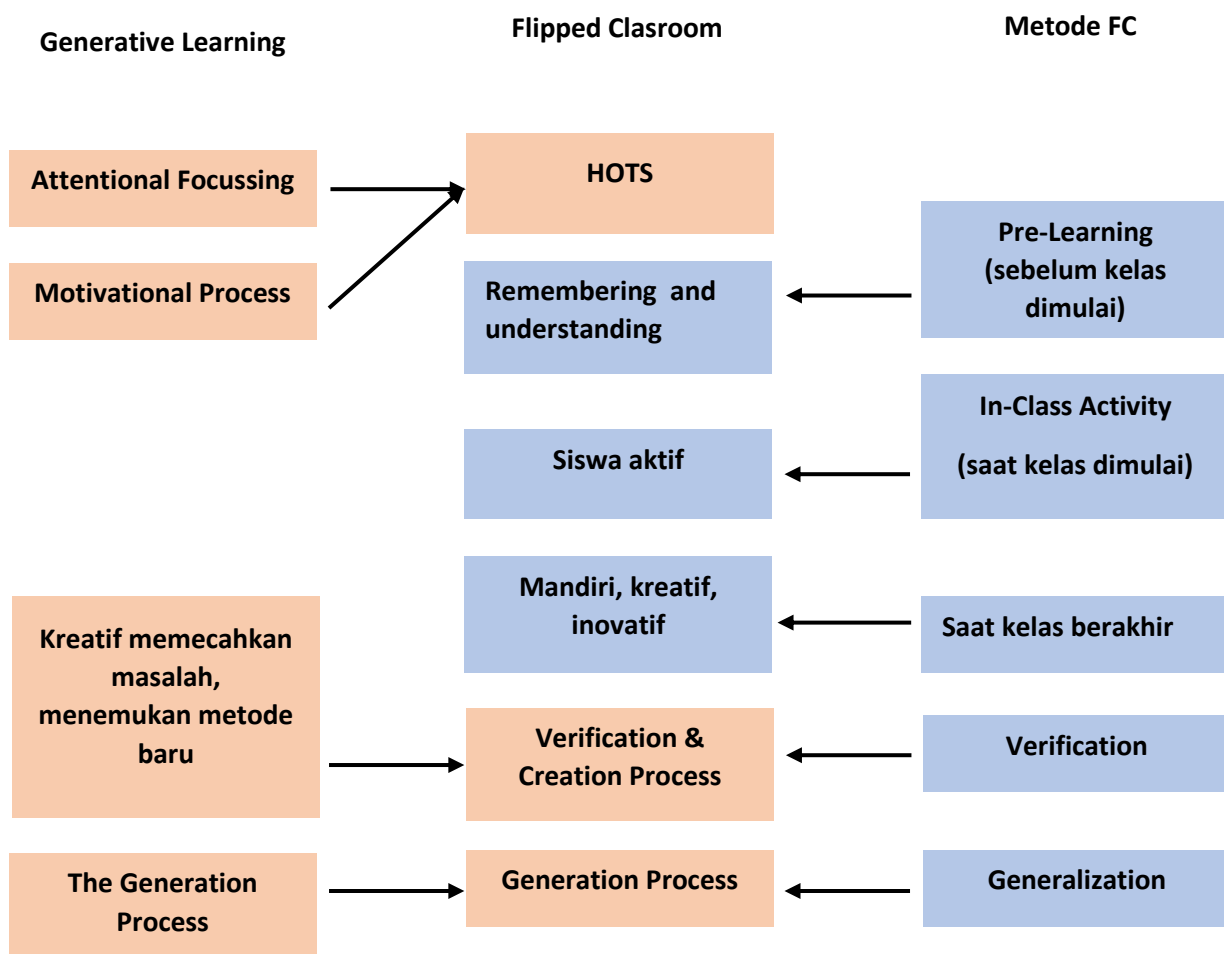 Generative Learning
Flipped Clasroom
Metode FC
Attentional Focussing
Motivational Process
Kreatif memecahkan
masalah,
menemukan metode
baru
The Generation
Process
HOTS
Remembering and
understanding
Siswa aktif
Mandiri, kreatif,
inovatif
Verification &
Creation Process
Generation Process
Pre-Learning
(sebelum kelas
dimulai)
In-Class Activity
(saat kelas dimulai)
Saat kelas berakhir
Verification
Generalization